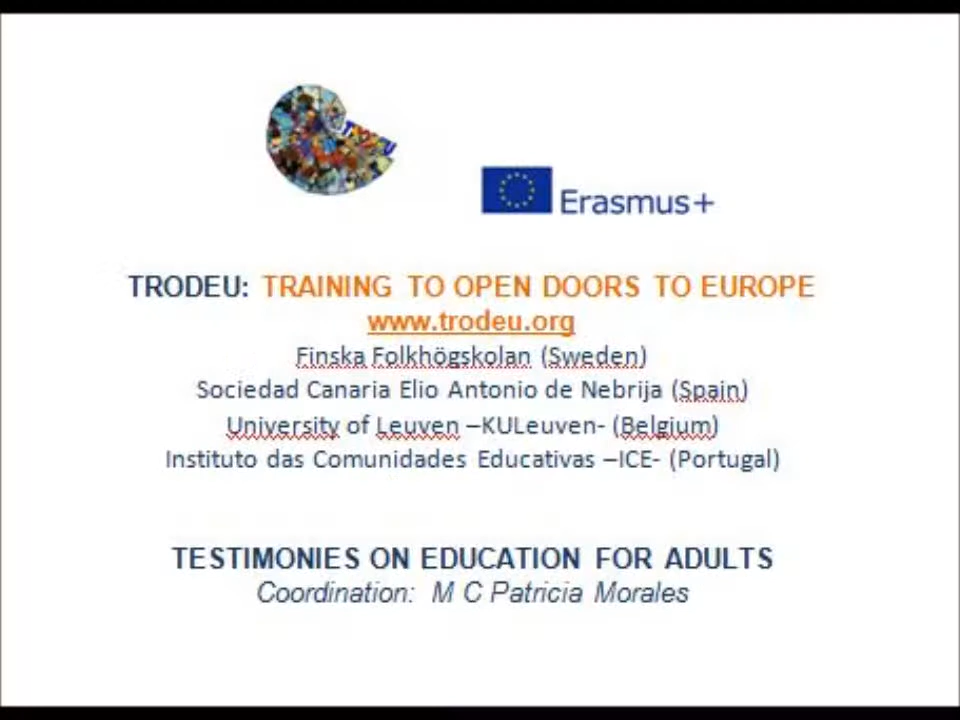 TRODEU
Erasmus+
TRODEU: TRAINING TO OPEN DOORS TO EUROPE
www.trodeu.org
Finska Folkhögskolan (Sweden)
Sociedad Canaria Elio Antonio de Nebrija (Spain)
University of Leuven –KULeuven- (Belgium)
Instituto das Comunidades Educativas –ICE- (Portugal)
TESTIMONIES ON EDUCATION FOR ADULTS
Coordination: M C Patricia Morales